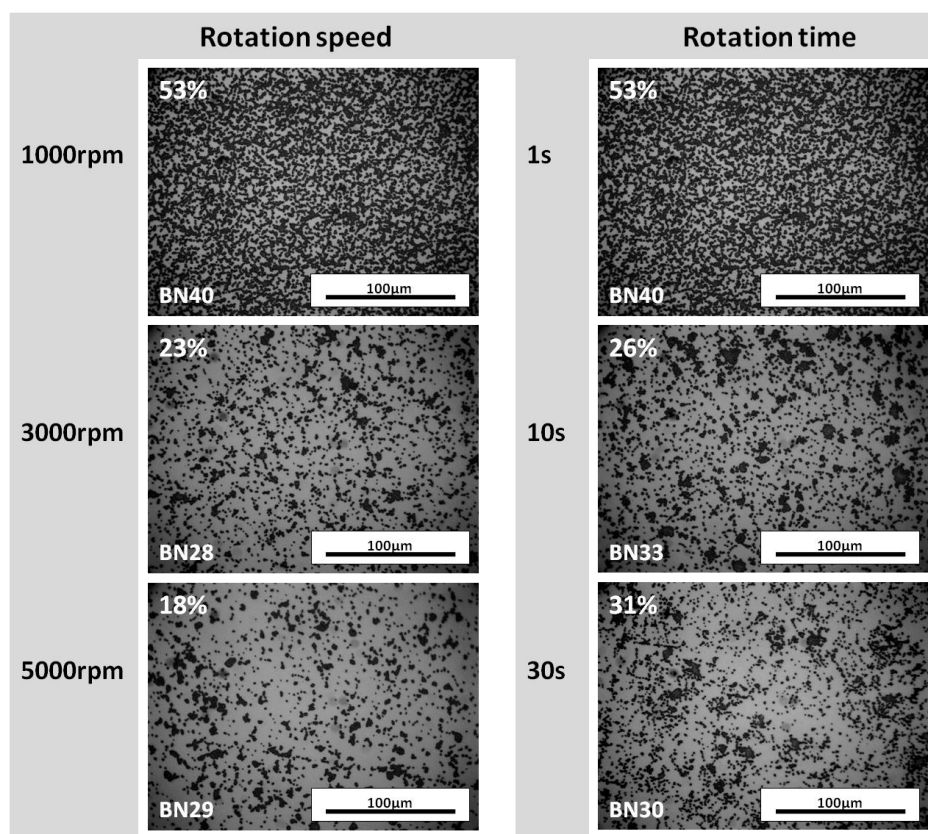 Rotation speed
Rotation time
1000rpm
53%
BN40
100µm
1s
53%
BN40
100µm
3000rpm
23%
BN28
100µm
10s
26%
BN33
100µm
5000rpm
18%
BN29
100µm
30s
31%
BN30
100µm